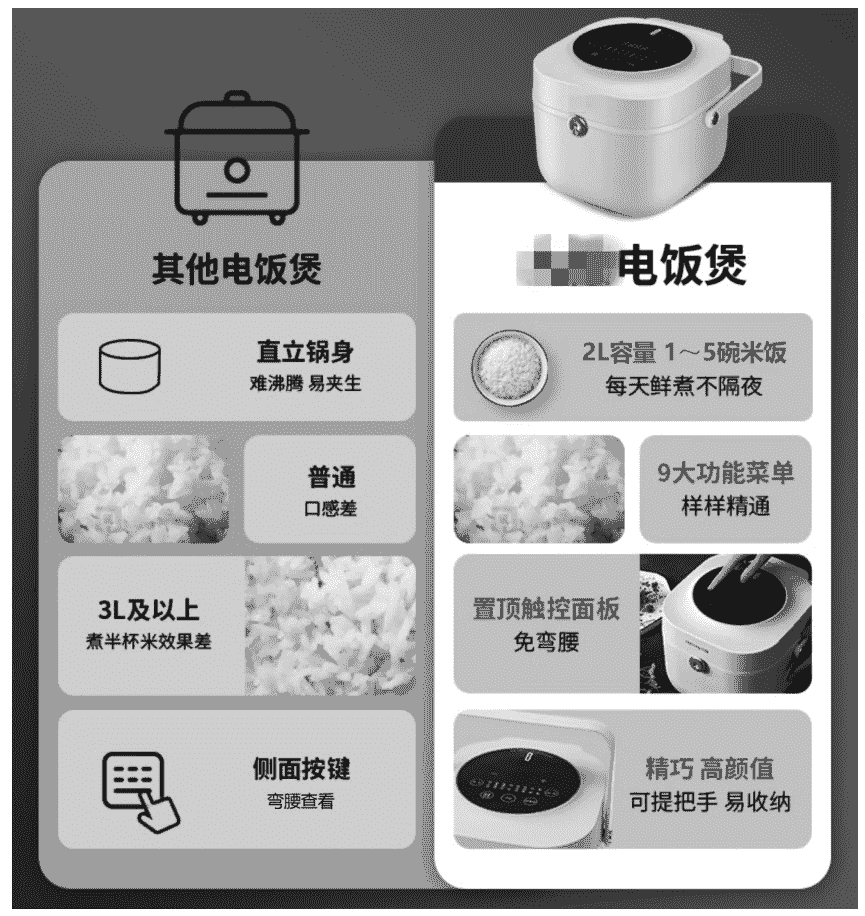 其他电饭煲
直立锅身
难沸腾 易夹生
普通
口感差
3L及以上
煮半杯米效果差
侧面按键
弯腰查看
电饭煲
2L容量 1～5碗米饭
每天鲜煮不隔夜
9大功能菜单
样样精通
置顶触控面板
免弯腰
精巧 高颜值
可提把手 易收纳